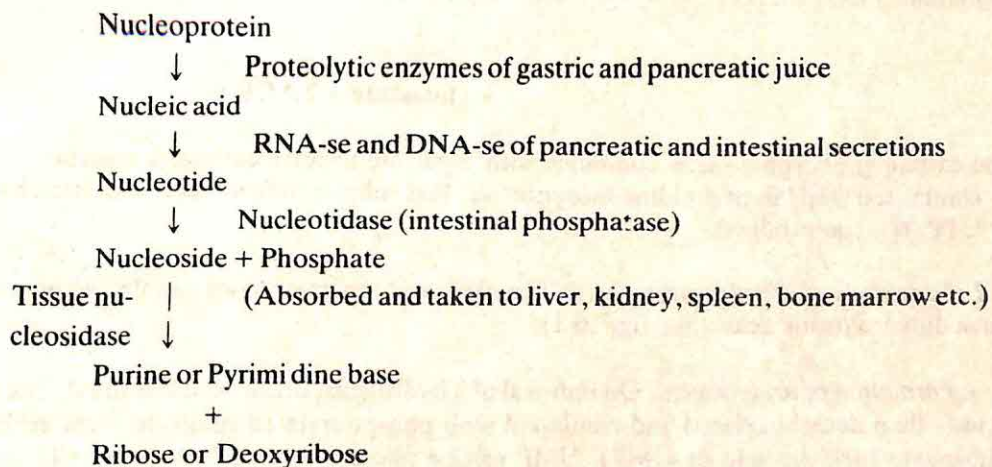 Nucleoprotein
↓ Proteolytic enzymes of gastric and pancreatic juice
Nucleic acid
↓ RNA-se and DNA-se of pancreatic and intestinal secretions
Nucleotide
↓ Nucleotidase (intestinal phosphatase)
Nucleoside + Phosphate
Tissue nu- | (Absorbed and taken to liver, kidney, spleen, bone marrow etc.)
cleosidase ↓
Purine or Pyrimi dine base
+
Ribose or Deoxyribose